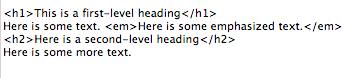 <h1>This is a first-level heading</h1>
Here is some text. <em>Here is some emphasized text.</em>
<h2>Here is a second-level heading</h2>
Here is some more text.